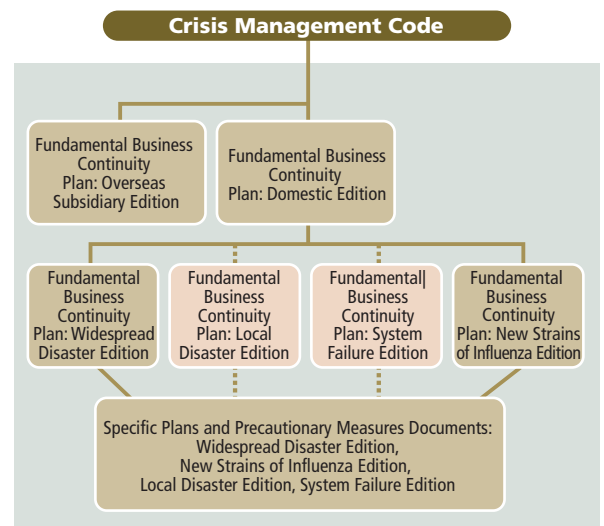 Crisis Management Code
Fundamental Business
Continuity
Plan: Overseas
Subsidiary Edition
Fundamental Business
Continuity
Plan: Domestic Edition
Fundamental
Business
Continuity
Plan: Widespread
Disaster Edition
Fundamental
Business
Continuity
Plan: Local
Disaster Edition
Fundamental|
Business
Continuity
Plan: System
Failure Edition
Fundamental
Business
Continuity
Plan: New Strains
of Influenza Edition
Specific Plans and Precautionary Measures Documents:
Widespread Disaster Edition,
New Strains of Influenza Edition,
Local Disaster Edition, System Failure Edition